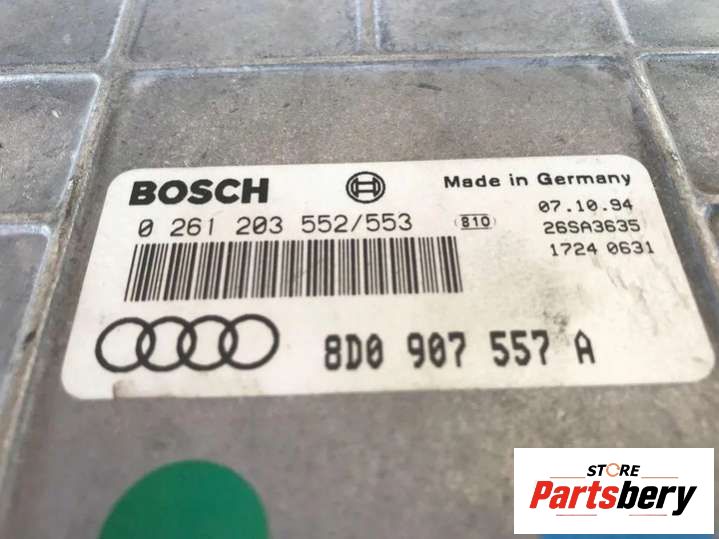 BOSCH Made in Germany
0 261 203 552/553 810 07.10.94
26SA3635
1724 0631
8D0 907 557 A
STORE
Partsbery